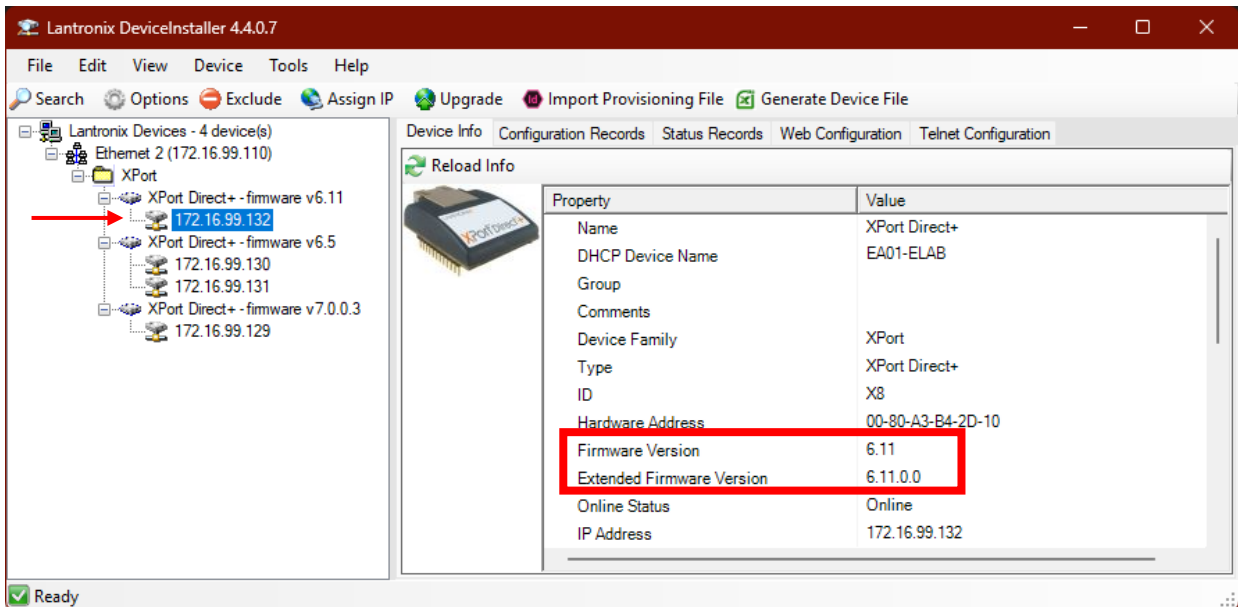 Lantronix DeviceInstaller 4.4.0.7
File Edit View Device Tools Help
Search Options Exclude Assign IP Upgrade Import Provisioning File Generate Device File
Lantronix Devices - 4 device(s)
Ethernet 2 (172.16.99.110)
XPort
XPort Direct+ - firmware v6.11
172.16.99.132
XPort Direct+ - firmware v6.5
172.16.99.130
172.16.99.131
XPort Direct+ - firmware v7.0.0.3
172.16.99.129
Device Info Configuration Records Status Records Web Configuration Telnet Configuration
Reload Info
XPort Direct+
Property Value
Name XPort Direct+
DHCP Device Name EA01-ELAB
Group
Comments
Device Family XPort
Type XPort Direct+
ID X8
Hardware Address 00-80-A3-B4-2D-10
Firmware Version 6.11
Extended Firmware Version 6.11.0.0
Online Status Online
IP Address 172.16.99.132
Ready